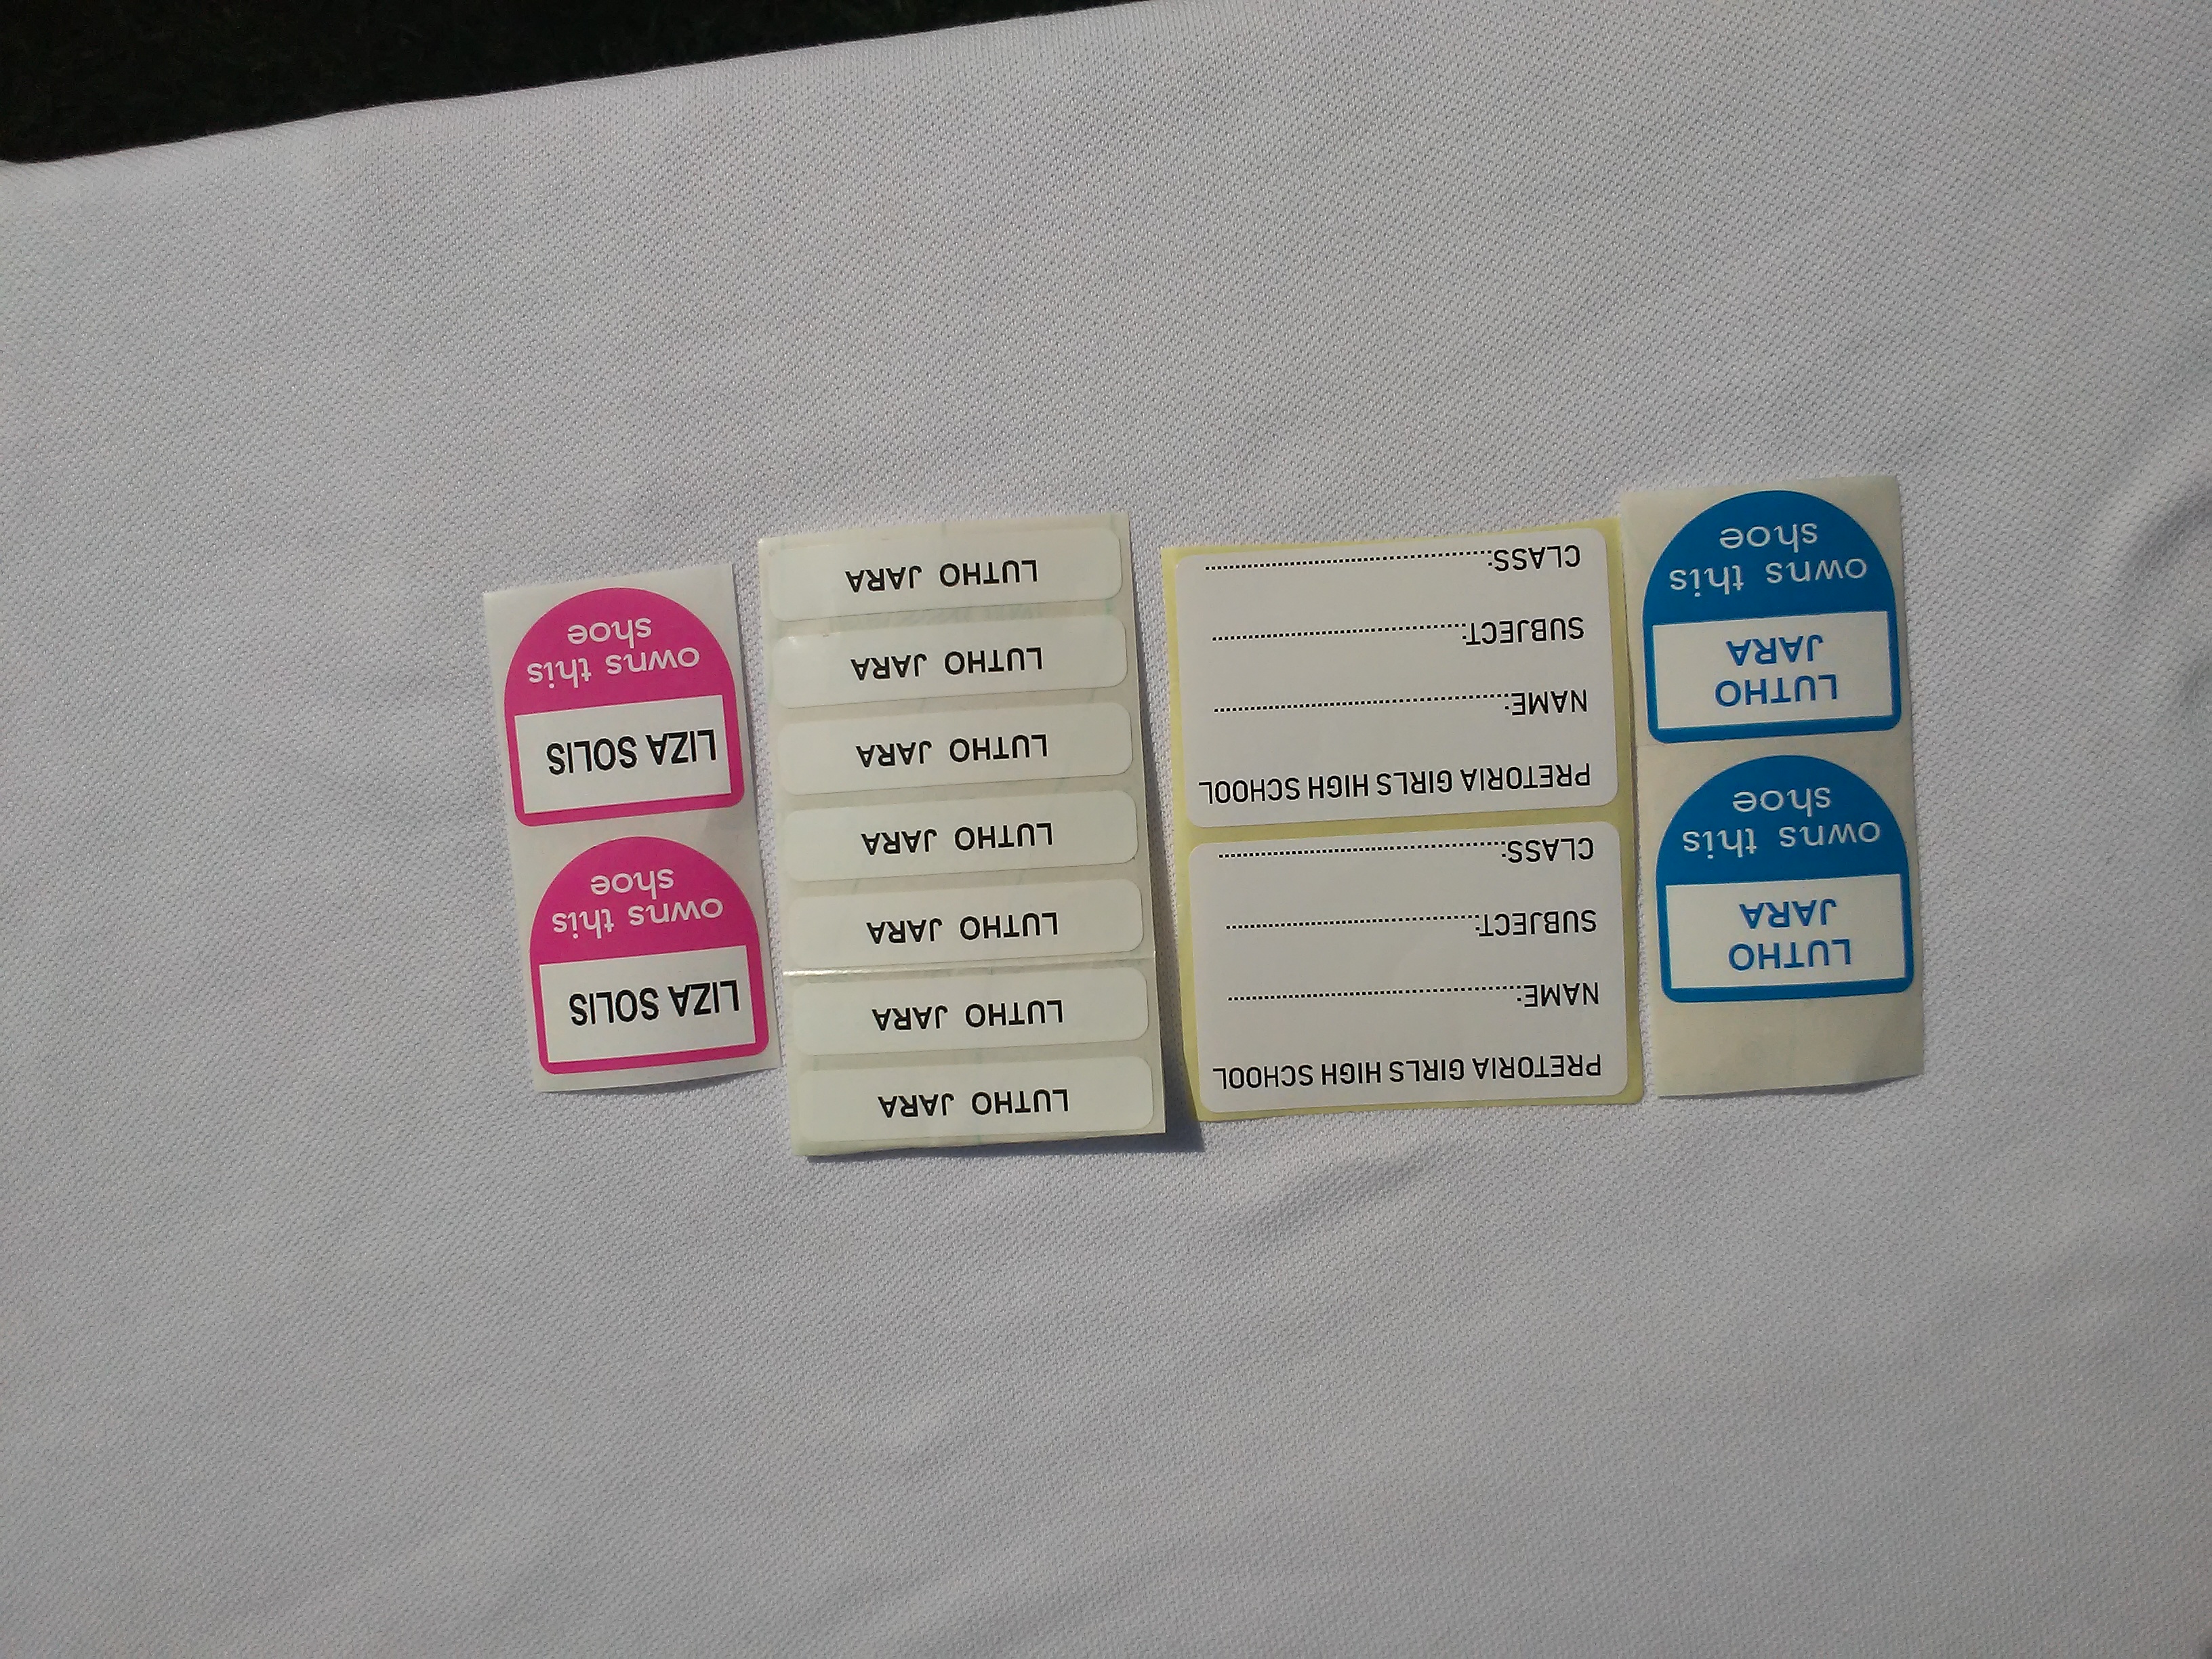 LUTHO
JARA
owns this
shoe
LUTHO
JARA
owns this
shoe
PRETORIA GIRLS HIGH SCHOOL
NAME:..............................................
SUBJECT:..............................................
CLASS:..............................................
PRETORIA GIRLS HIGH SCHOOL
NAME:..............................................
SUBJECT:..............................................
CLASS:..............................................
LUTHO JARA
LUTHO JARA
LUTHO JARA
LUTHO JARA
LUTHO JARA
LUTHO JARA
LUTHO JARA
LIZA SOLIS
owns this
shoe
LIZA SOLIS
owns this
shoe